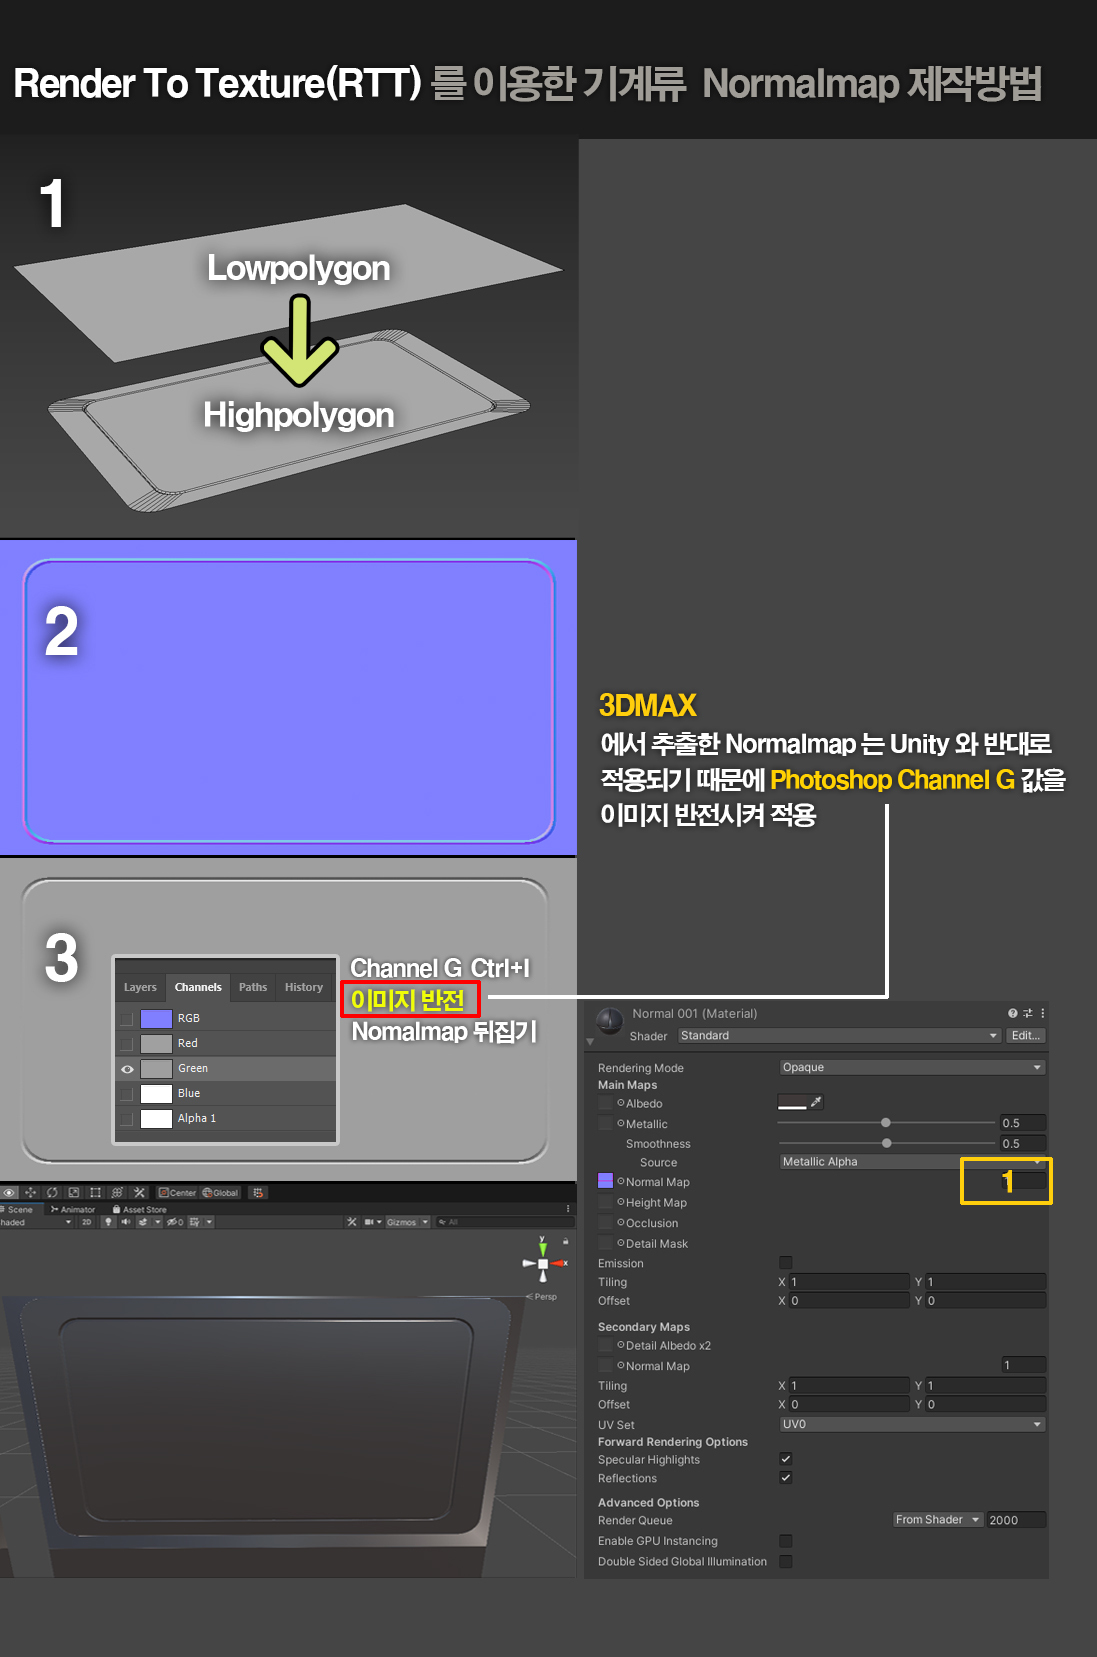 Render To Texture(RTT) 를 이용한 기계류 Normalmap 제작방법
1
Lowpolygon
Highpolygon
2
3DMAX
에서 추출한 Normalmap 는 Unity 와 반대로
적용되기 때문에 Photoshop Channel G 값을
이미지 반전시켜 적용
3
Channel G Ctrl+I
이미지 반전
Nomalmap 뒤집기
Layers Channels Paths History
RGB
Red
Green
Blue
Alpha 1
Center Global
Scene Animator Asset Store
haded 2D 0 Gizmos All
y
x
Persp
Normal 001 (Material)
Shader Standard Edit...
Rendering Mode Opaque
Main Maps
Albedo
Metallic 0.5
Smoothness 0.5
Source Metallic Alpha
Normal Map 1
Height Map
Occlusion
Detail Mask
Emission
Tiling X 1 Y 1
Offset X 0 Y 0
Secondary Maps
Detail Albedo x2
Normal Map 1
Tiling X 1 Y 1
Offset X 0 Y 0
UV Set UV0
Forward Rendering Options
Specular Highlights
Reflections
Advanced Options
Render Queue From Shader 2000
Enable GPU Instancing
Double Sided Global Illumination